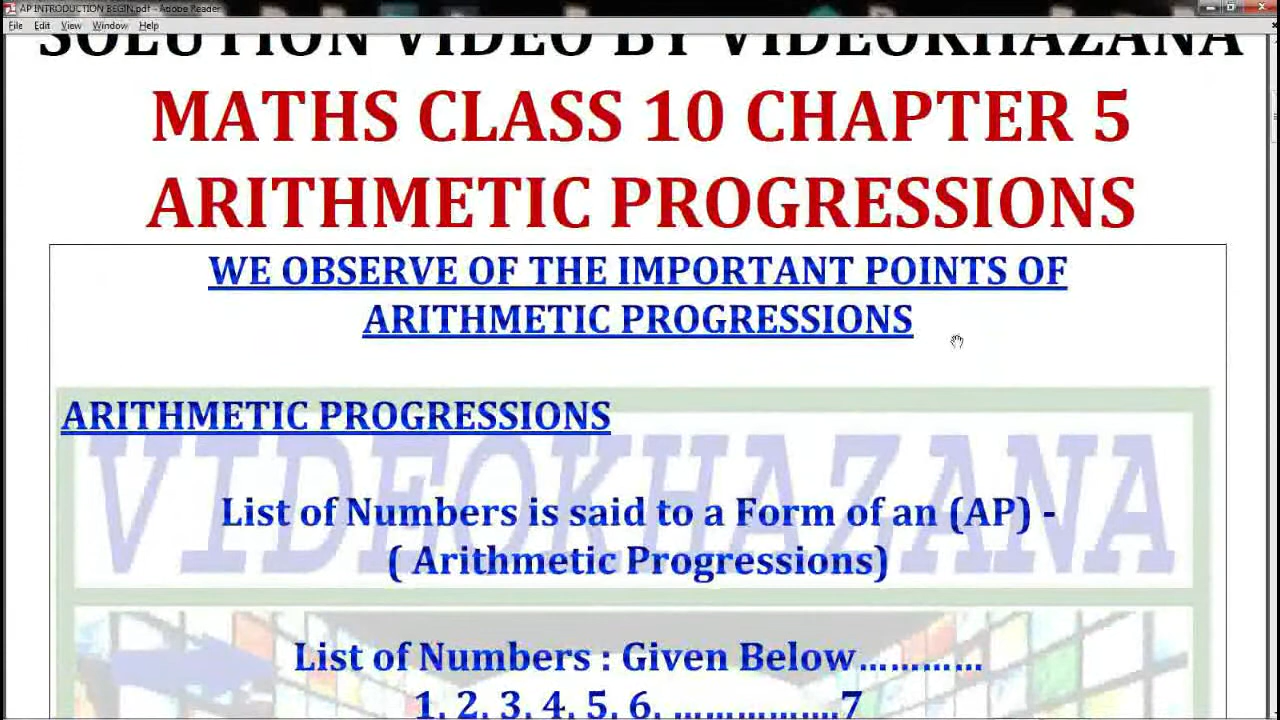 AP INTRODUCTION BEGIN.pdf - Adobe Reader
File Edit View Window Help
SOLUTION VIDEO BY VIDEOKHAZANA
MATHS CLASS 10 CHAPTER 5
ARITHMETIC PROGRESSIONS
WE OBSERVE OF THE IMPORTANT POINTS OF
ARITHMETIC PROGRESSIONS
ARITHMETIC PROGRESSIONS
VIDEOKHAZANA
List of Numbers is said to a Form of an (AP) -
( Arithmetic Progressions)
List of Numbers : Given Below............
1, 2, 3, 4, 5, 6, ................7